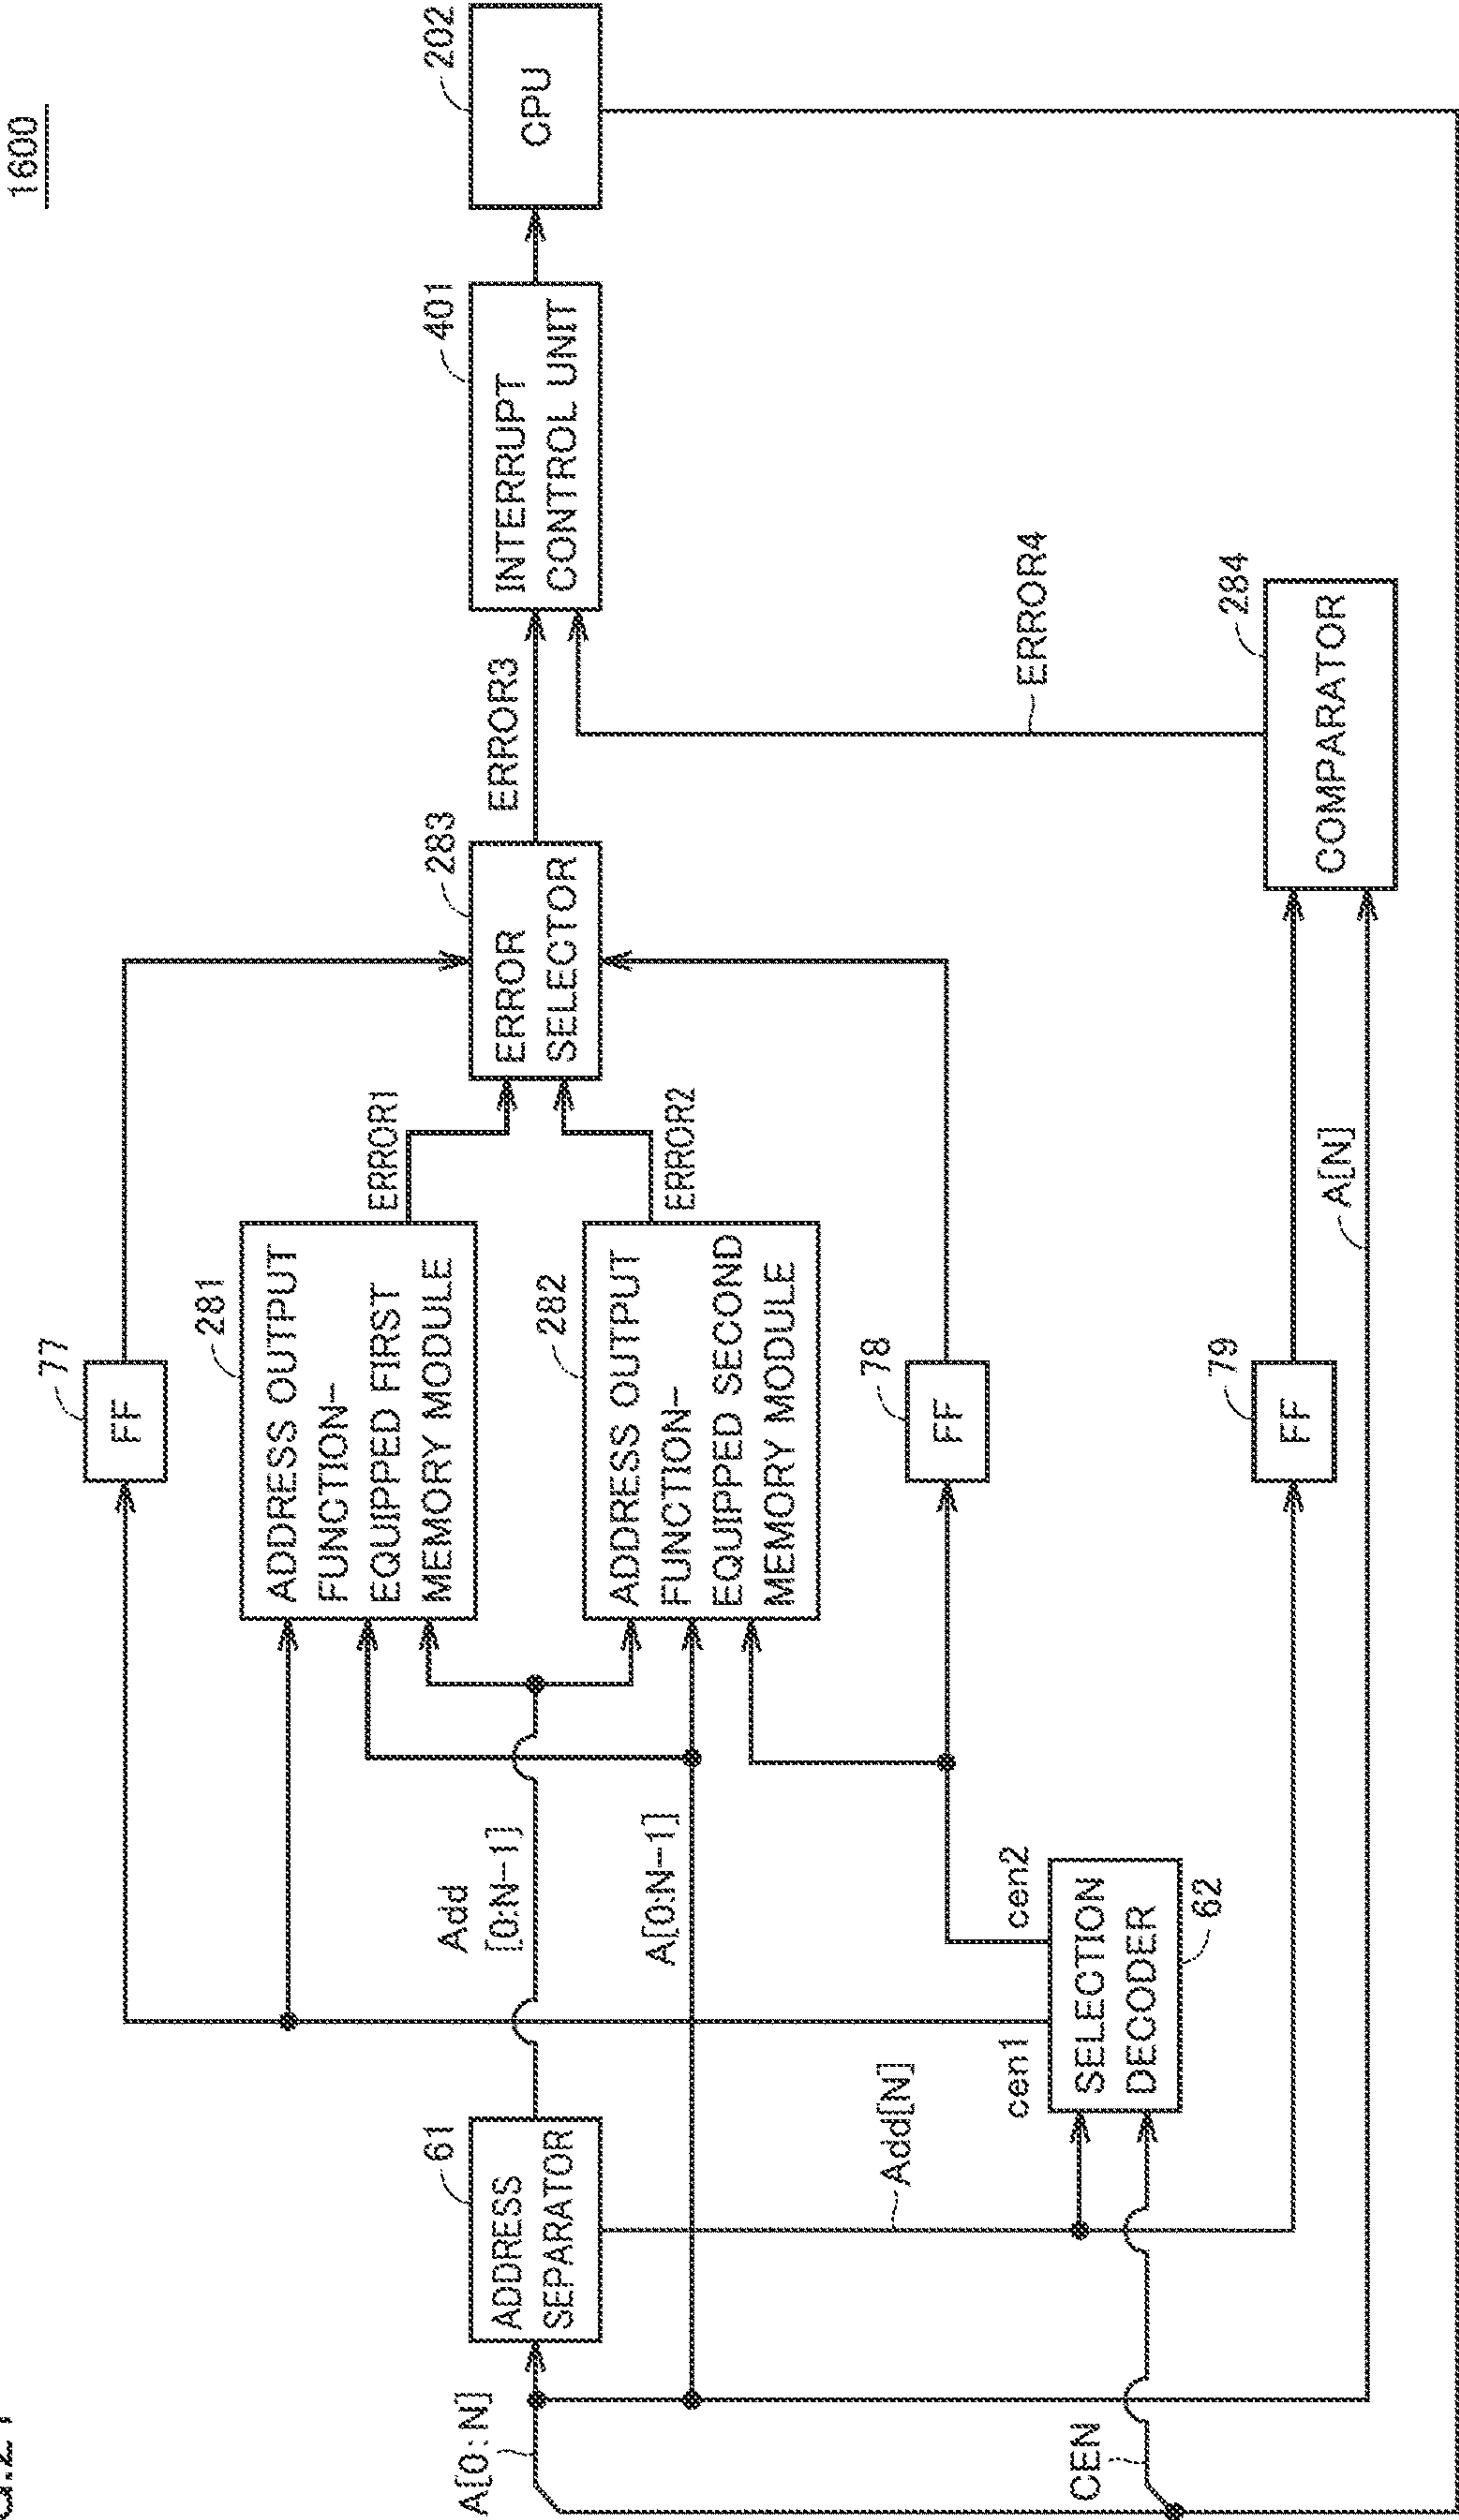 1600
77
FF
281
ADDRESS OUTPUT
FUNCTION-
EQUIPPED FIRST
MEMORY MODULE
ERROR1
A[0:N]
61
ADDRESS
SEPARATOR
Add
[0:N-1]
A[0:N-1]
282
ADDRESS OUTPUT
FUNCTION-
EQUIPPED SECOND
MEMORY MODULE
ERROR2
283
ERROR
SELECTOR
ERROR3
401
INTERRUPT
CONTROL UNIT
202
CPU
Add[N]
78
FF
cen1
cen2
SELECTION
DECODER
62
CEN
ERROR4
79
FF
A[N]
284
COMPARATOR